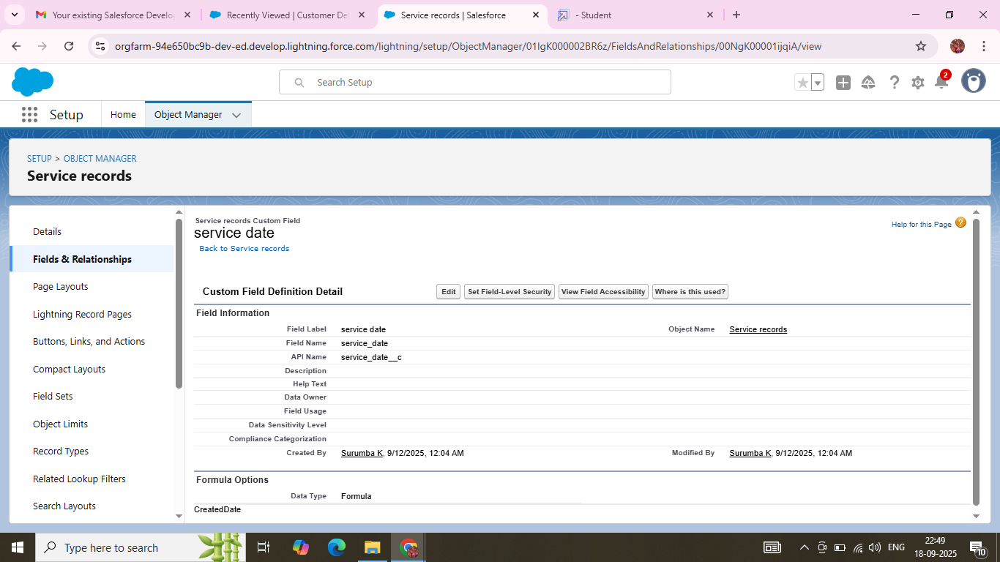 Your existing Salesforce Develo
Recently Viewed | Customer De
Service records | Salesforce
- Student
orgfarm-94e650bc9b-dev-ed.develop.lightning.force.com/lightning/setup/ObjectManager/01IgK000002BR6z/FieldsAndRelationships/00NgK00001ijqiA/view
Search Setup
2
Setup
Home
Object Manager
SETUP > OBJECT MANAGER
Service records
Details
Fields & Relationships
Page Layouts
Lightning Record Pages
Buttons, Links, and Actions
Compact Layouts
Field Sets
Object Limits
Record Types
Related Lookup Filters
Search Layouts
Service records Custom Field
service date
Back to Service records
Help for this Page ?
Custom Field Definition Detail
Edit
Set Field-Level Security
View Field Accessibility
Where is this used?
Field Information
Field Label service date Object Name Service records
Field Name service_date
API Name service_date__c
Description
Help Text
Data Owner
Field Usage
Data Sensitivity Level
Compliance Categorization
Created By Surumba K, 9/12/2025, 12:04 AM Modified By Surumba K, 9/12/2025, 12:04 AM
Formula Options
Data Type Formula
CreatedDate
Type here to search
ENG
22:49
18-09-2025
10